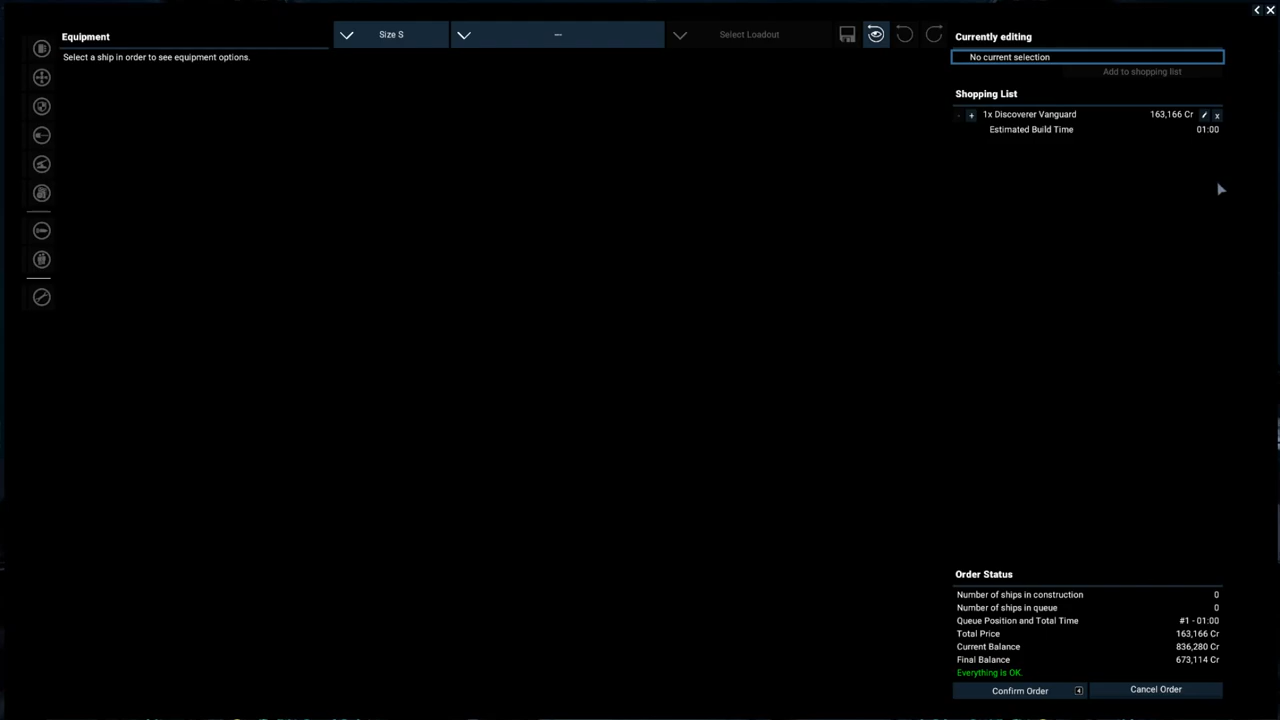 Equipment
Select a ship in order to see equipment options.
Size S
---
Select Loadout
Currently editing
No current selection
Add to shopping list
Shopping List
- + 1x Discoverer Vanguard 163,166 Cr x
Estimated Build Time 01:00
Order Status
Number of ships in construction 0
Number of ships in queue 0
Queue Position and Total Time #1 - 01:00
Total Price 163,166 Cr
Current Balance 836,280 Cr
Final Balance 673,114 Cr
Everything is OK.
Confirm Order
Cancel Order